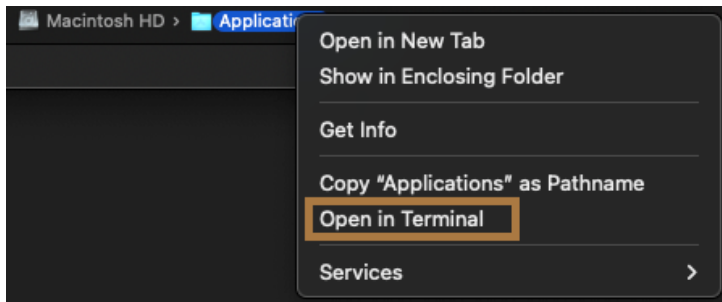 Macintosh HD › Applicatio
Open in New Tab
Show in Enclosing Folder
Get Info
Copy “Applications” as Pathname
Open in Terminal
Services >